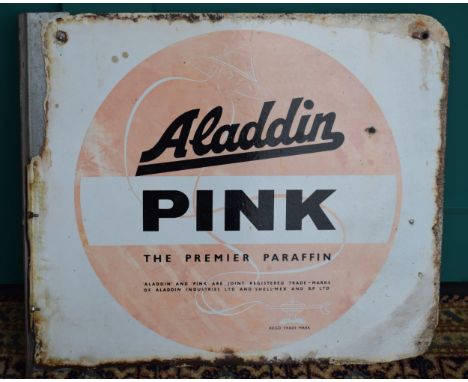 Aladdin
PINK
THE PREMIER PARAFFIN
'ALADDIN' AND 'PINK' ARE JOINT REGISTERED TRADE-MARKS
OF ALADDIN INDUSTRIES LTD AND SHELL-MEX AND BP LTD
REGD TRADE MARK